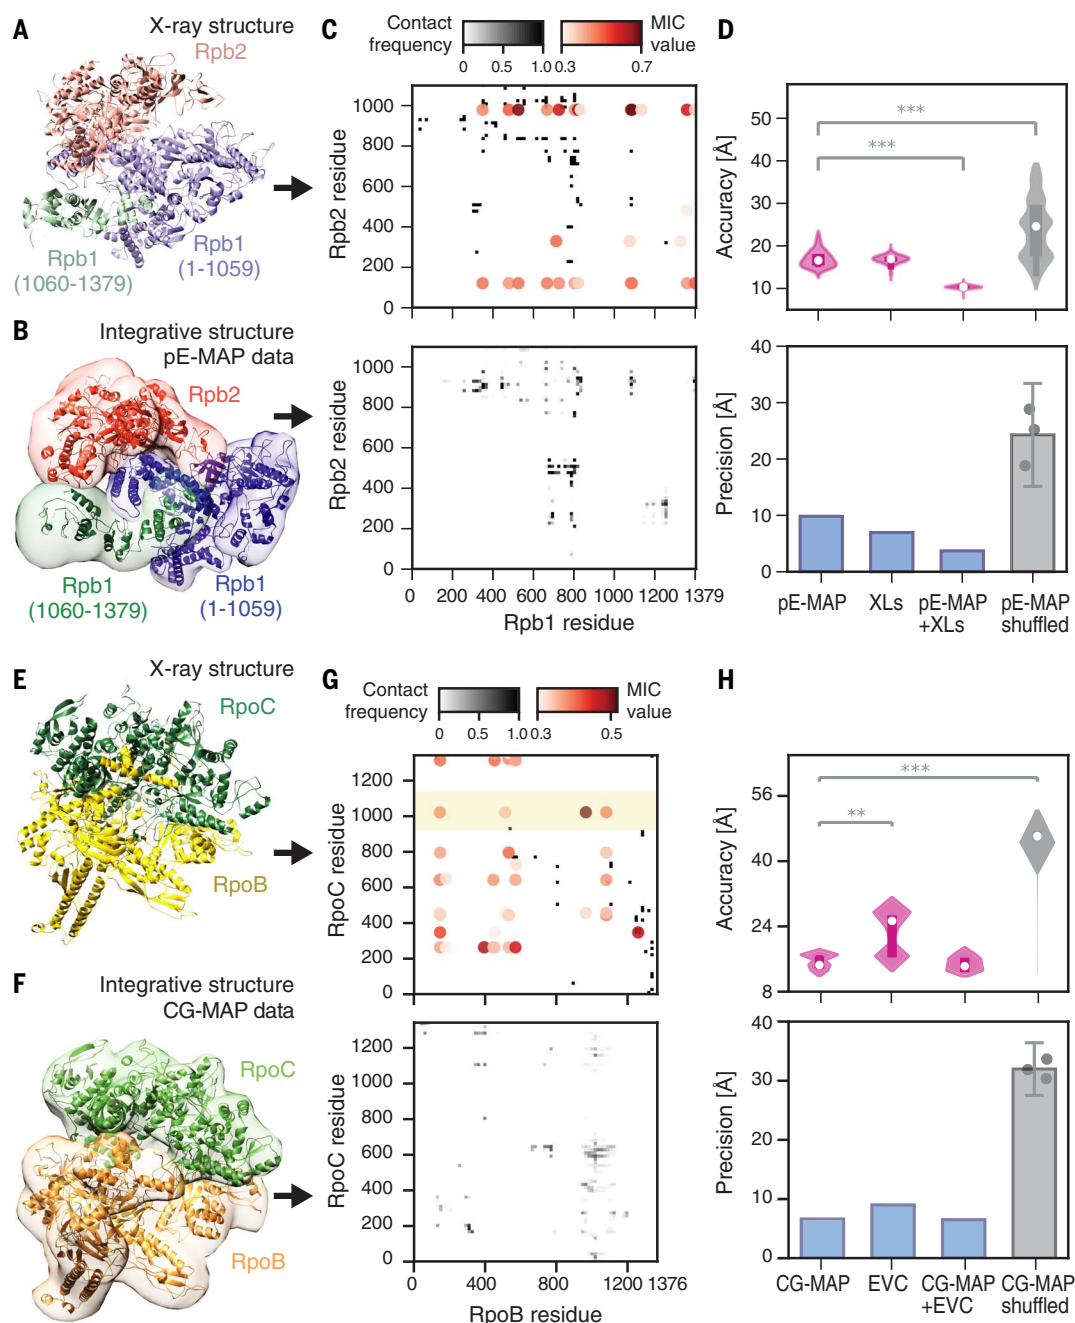 A
X-ray structure
Rpb2
Rpb1
(1-1059)
Rpb1
(1060-1379)
B
Integrative structure
pE-MAP data
Rpb2
Rpb1
(1060-1379)
Rpb1
(1-1059)
C
Contact
frequency
0 0.5 1.0
MIC
value
0.3 0.7
Rpb2 residue
1000
800
600
400
200
0
Rpb2 residue
1000
800
600
400
200
0
0 200 400 600 800 1000 1200 1379
Rpb1 residue
D
Accuracy [Å]
50
40
30
20
10
***
***
Precision [Å]
40
30
20
10
0
pE-MAP
XLs
pE-MAP
+XLs
pE-MAP
shuffled
E
X-ray structure
RpoC
RpoB
F
Integrative structure
CG-MAP data
RpoC
RpoB
G
Contact
frequency
0 0.5 1.0
MIC
value
0.3 0.5
RpoC residue
1200
1000
800
600
400
200
0
RpoC residue
1200
1000
800
600
400
200
0
0 400 800 1200 1376
RpoB residue
H
Accuracy [Å]
56
40
24
8
***
**
Precision [Å]
40
30
20
10
0
CG-MAP
EVC
CG-MAP
+EVC
CG-MAP
shuffled